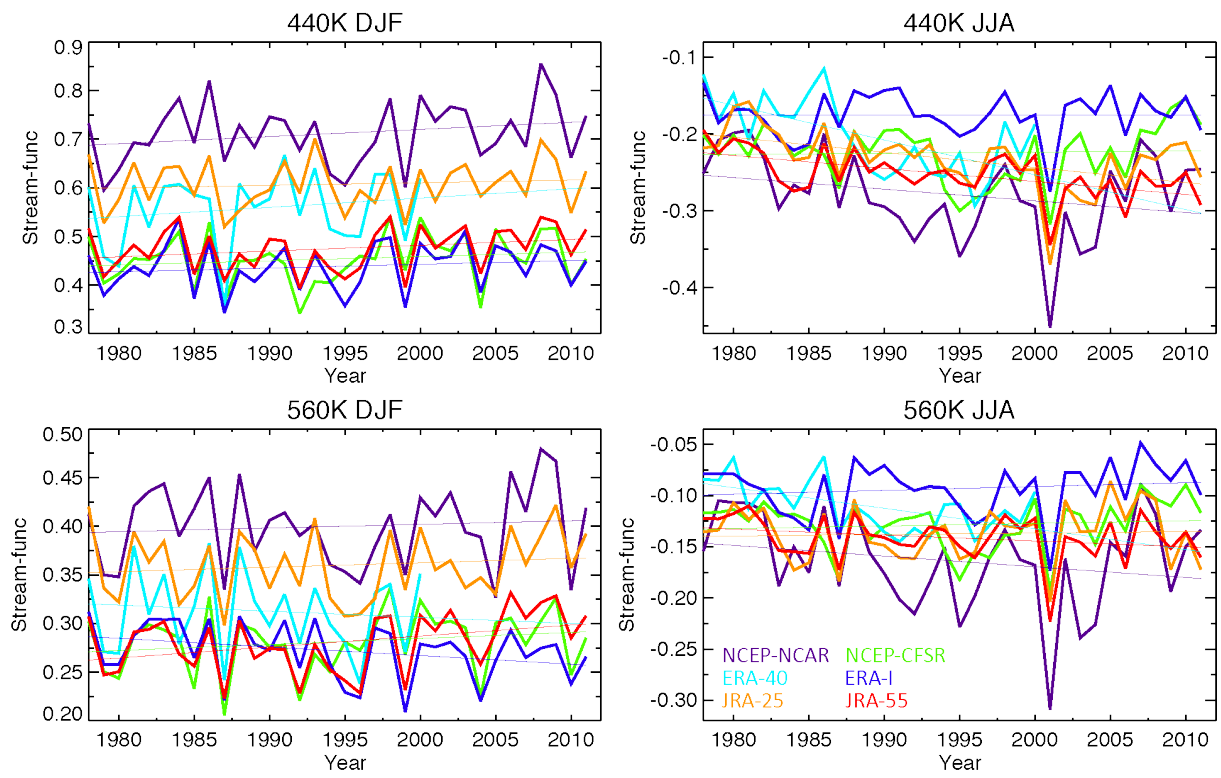 440K DJF
Stream-func
0.9
0.8
0.7
0.6
0.5
0.4
0.3
1980 1985 1990 1995 2000 2005 2010
Year
440K JJA
Stream-func
-0.1
-0.2
-0.3
-0.4
1980 1985 1990 1995 2000 2005 2010
Year
560K DJF
Stream-func
0.50
0.45
0.40
0.35
0.30
0.25
0.20
1980 1985 1990 1995 2000 2005 2010
Year
560K JJA
Stream-func
-0.05
-0.10
-0.15
-0.20
-0.25
-0.30
NCEP-NCAR NCEP-CFSR
ERA-40 ERA-I
JRA-25 JRA-55
1980 1985 1990 1995 2000 2005 2010
Year